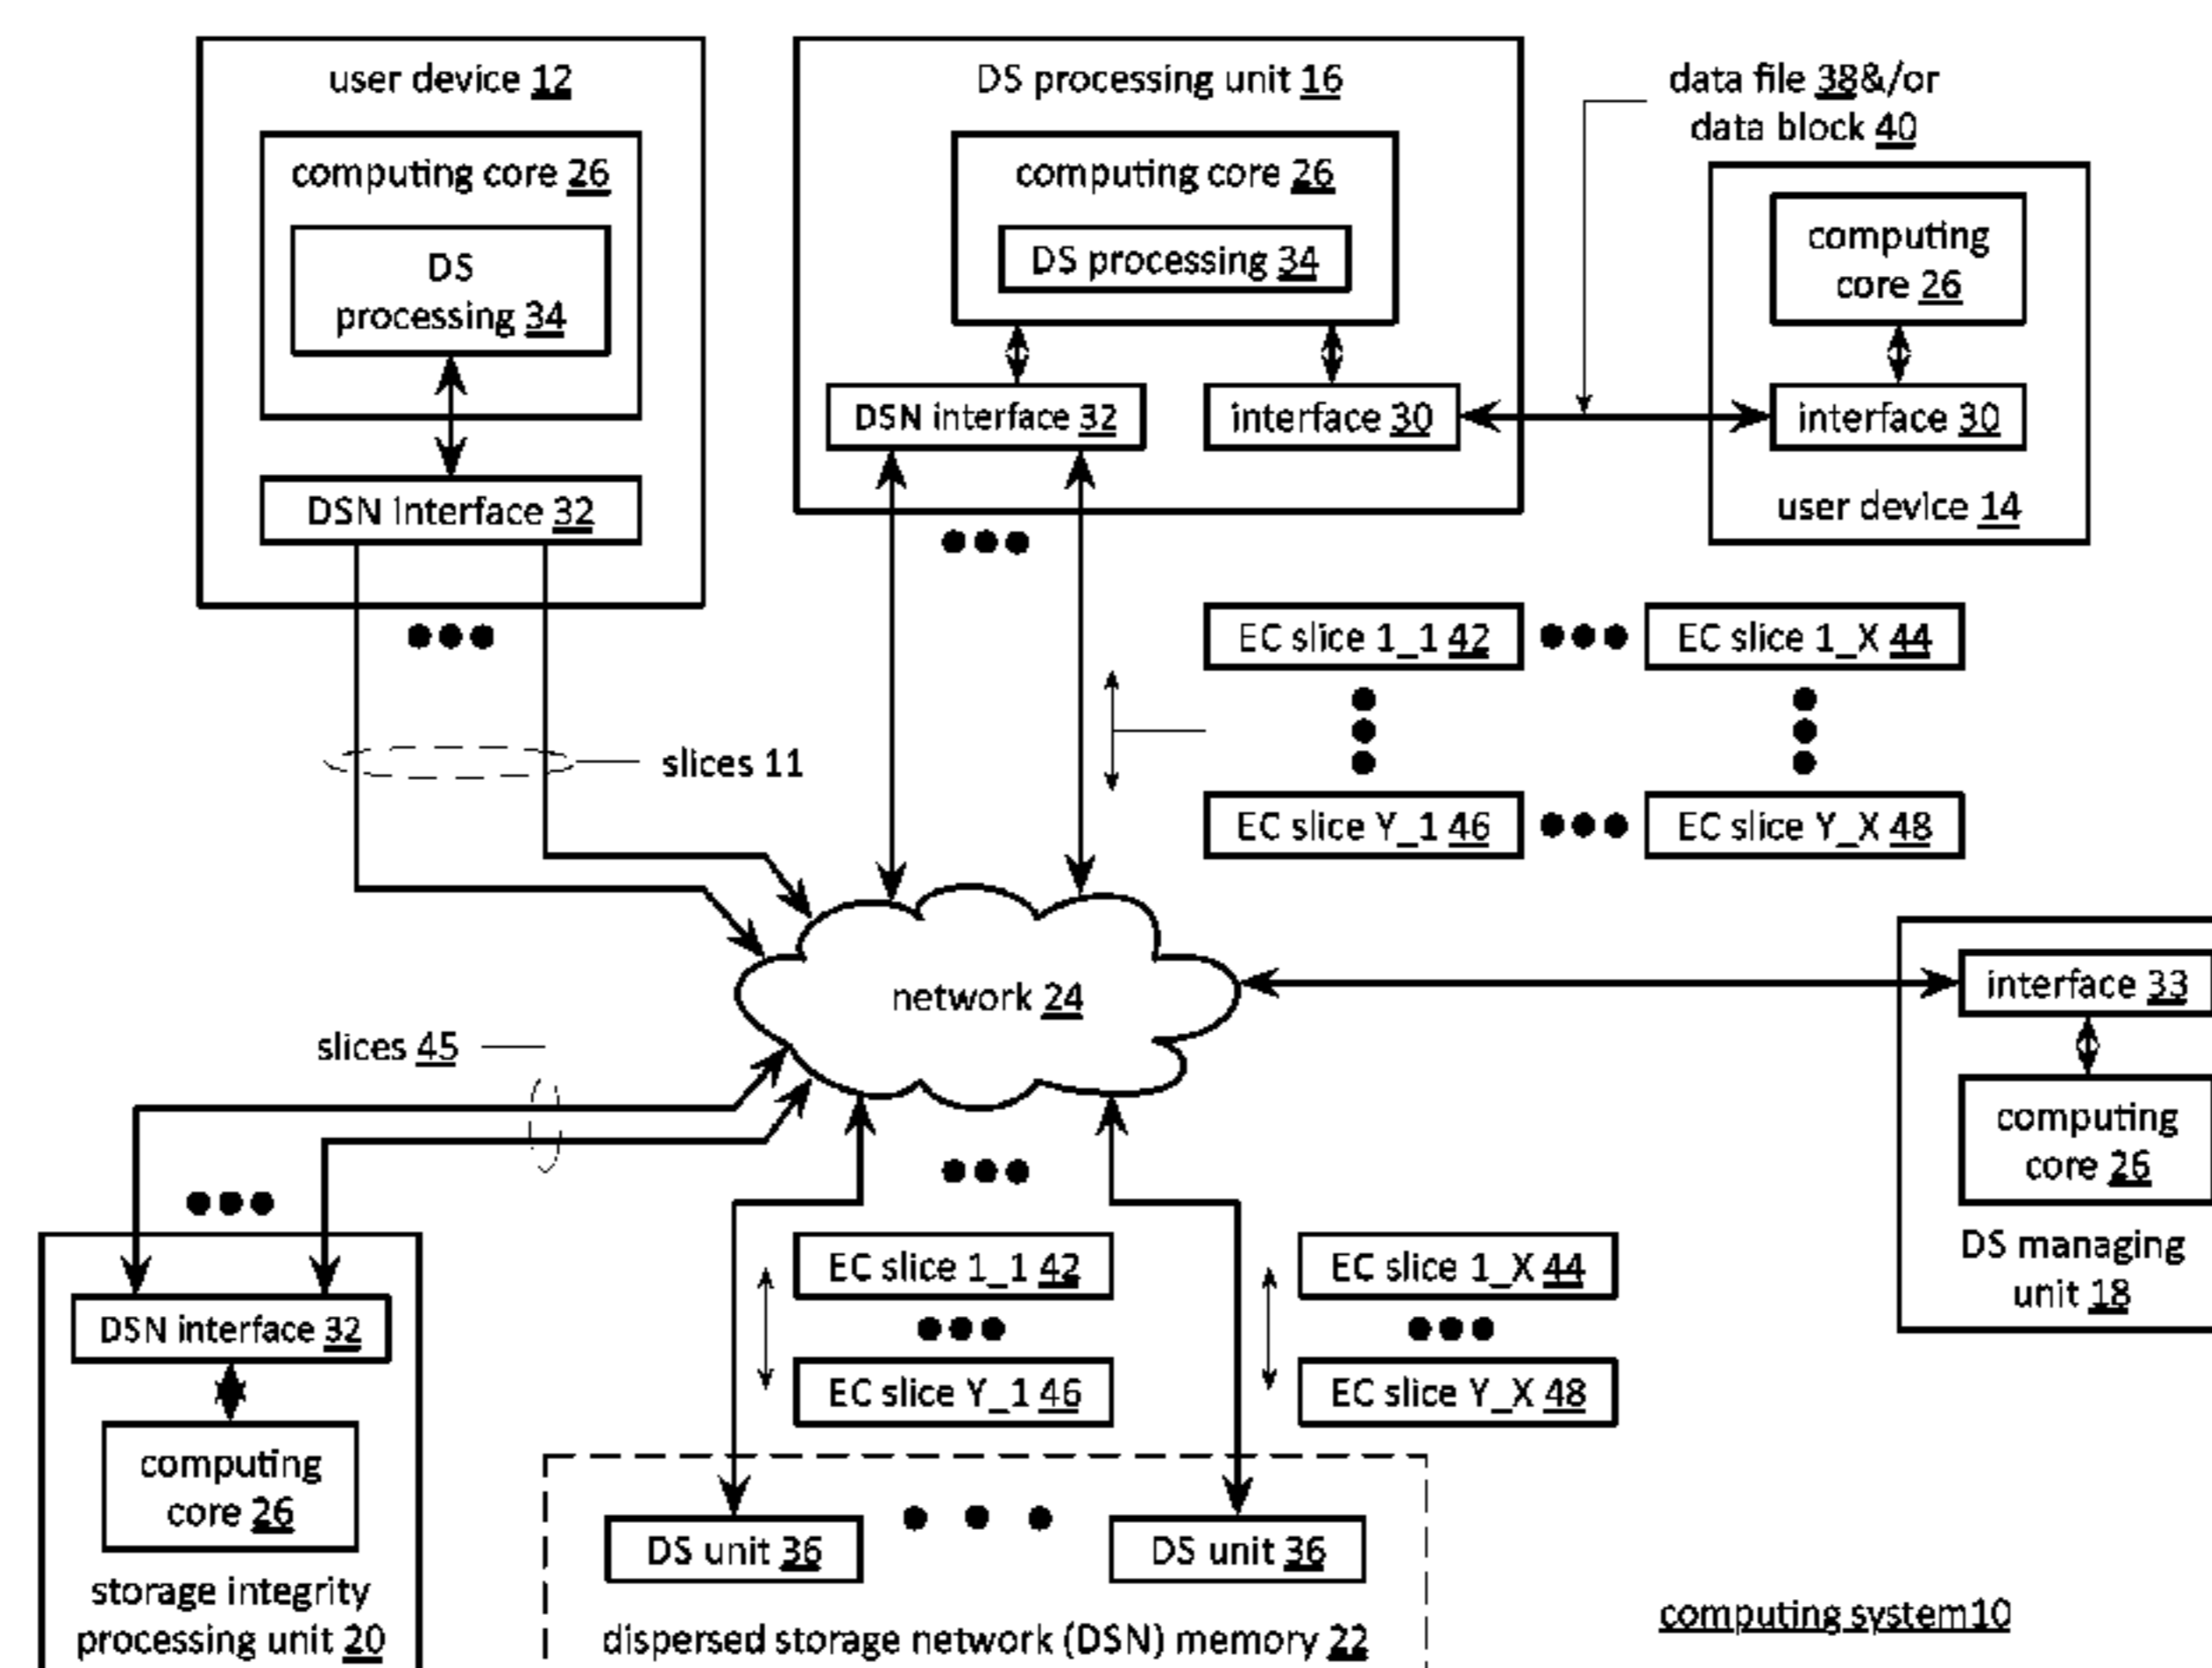 user device 12
computing core 26
DS
processing 34
DSN interface 32
DS processing unit 16
computing core 26
DS processing 34
DSN interface 32
interface 30
data file 38&/or
data block 40
computing
core 26
interface 30
user device 14
EC slice 1_1 42
EC slice 1_X 44
EC slice Y_1 46
EC slice Y_X 48
slices 11
network 24
slices 45
interface 33
computing
core 26
DS managing
unit 18
DSN interface 32
computing
core 26
storage integrity
processing unit 20
EC slice 1_1 42
EC slice Y_1 46
EC slice 1_X 44
EC slice Y_X 48
DS unit 36
DS unit 36
dispersed storage network (DSN) memory 22
computing system10